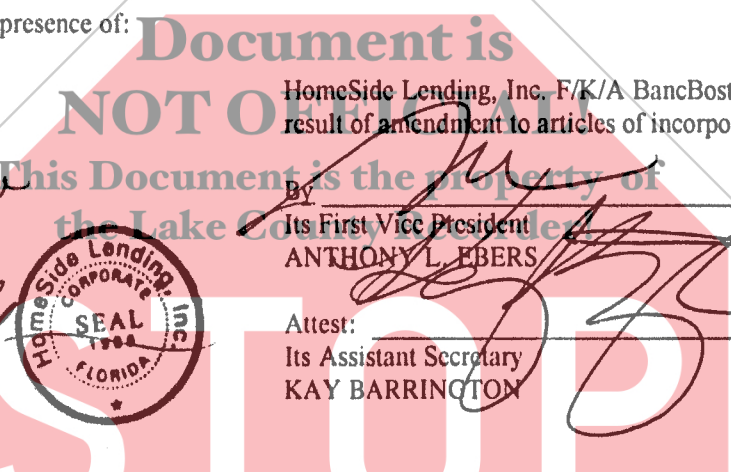 presence of:
Document is
NOT OFFICIAL!
HomeSide Lending, Inc. F/K/A BancBost
result of amendment to articles of incorpo
This Document is the property of
the Lake County Recorder!
By
Its First Vice President
ANTHONY L. EBERS
HomeSide Lending, Inc.
CORPORATE
SEAL
FLORIDA
Attest:
Its Assistant Secretary
KAY BARRINGTON
STOP